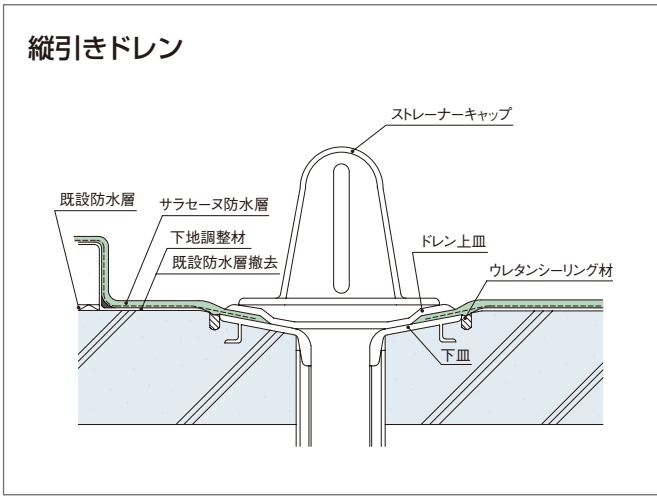 縦引きドレン
ストレーナーキャップ
既設防水層
サラセーヌ防水層
下地調整材
既設防水層撤去
ドレン上皿
ウレタンシーリング材
下皿